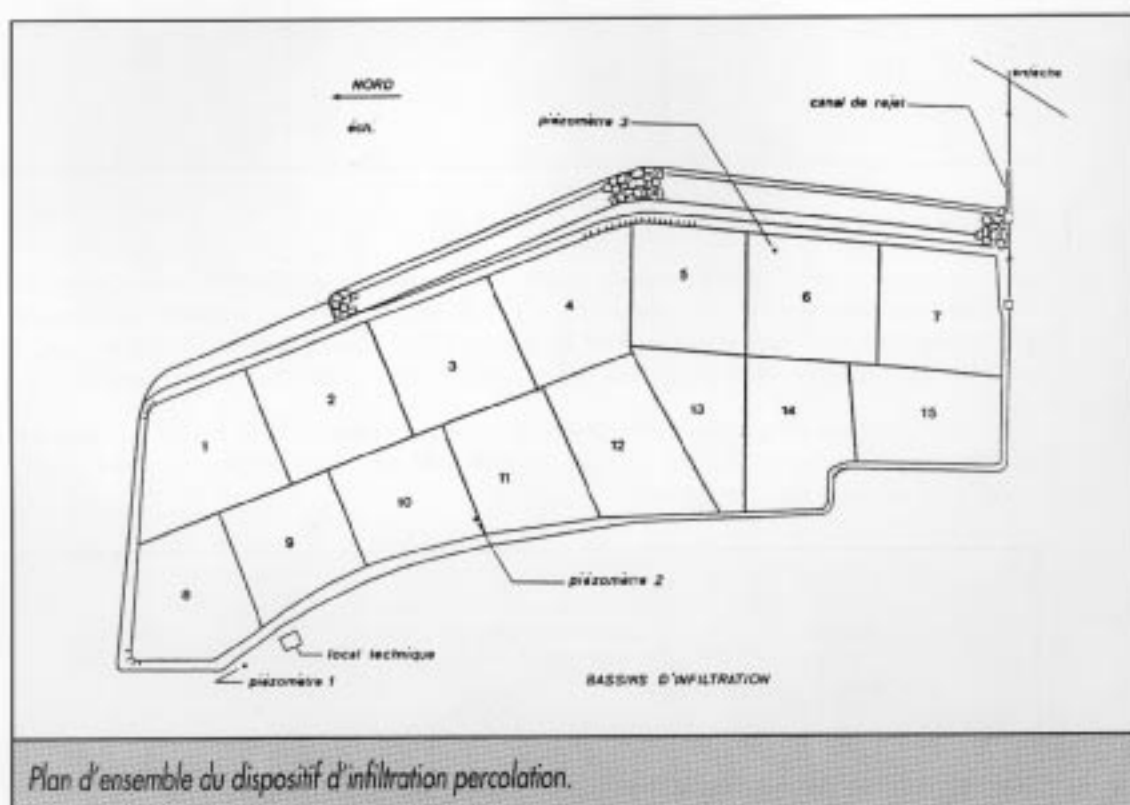 NORD
éch.
ardèche
canal de rejet
piézomètre 3
5
6
4
7
3
2
13
14
15
1
12
11
10
9
8
piézomètre 2
local technique
piézomètre 1
BASSINS D'INFILTRATION
Plan d'ensemble du dispositif d'infiltration percolation.